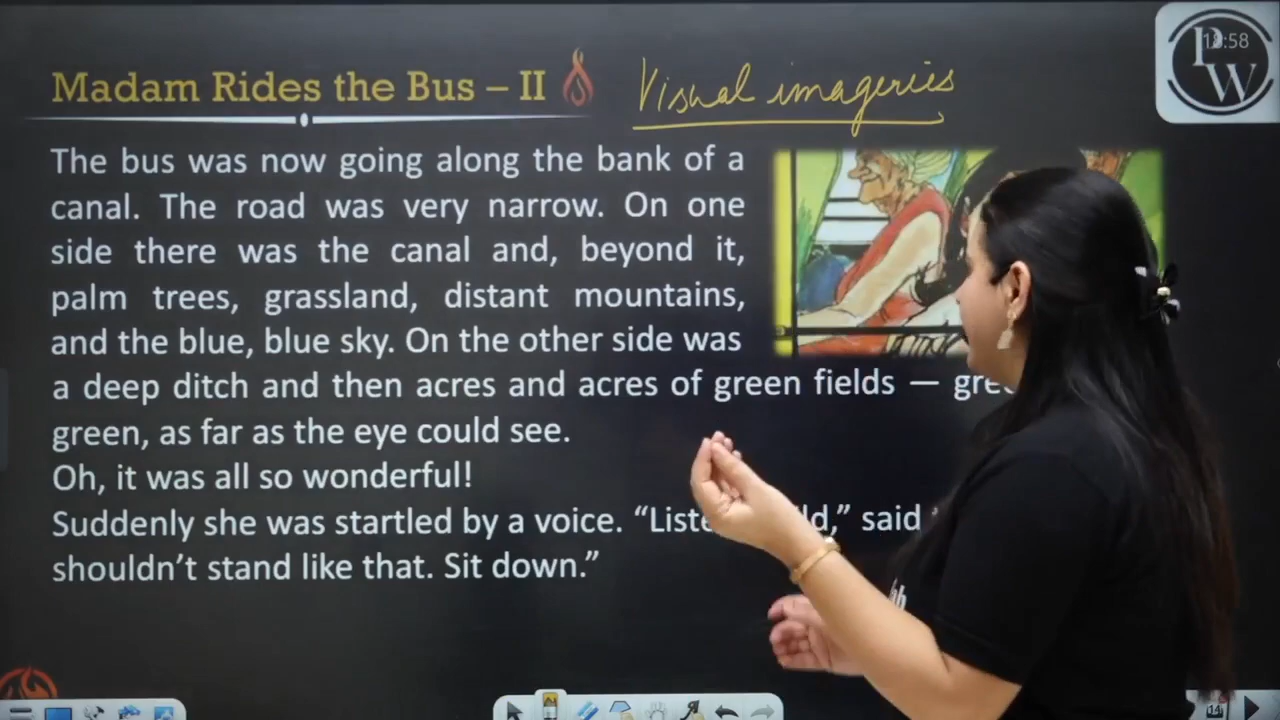 Madam Rides the Bus – II
Visual imageries
P 18:58
W
The bus was now going along the bank of a
canal. The road was very narrow. On one
side there was the canal and, beyond it,
palm trees, grassland, distant mountains,
and the blue, blue sky. On the other side was
a deep ditch and then acres and acres of green fields —
green, as far as the eye could see.
Oh, it was all so wonderful!
Suddenly she was startled by a voice. “ said
shouldn’t stand like that. Sit down.”
14